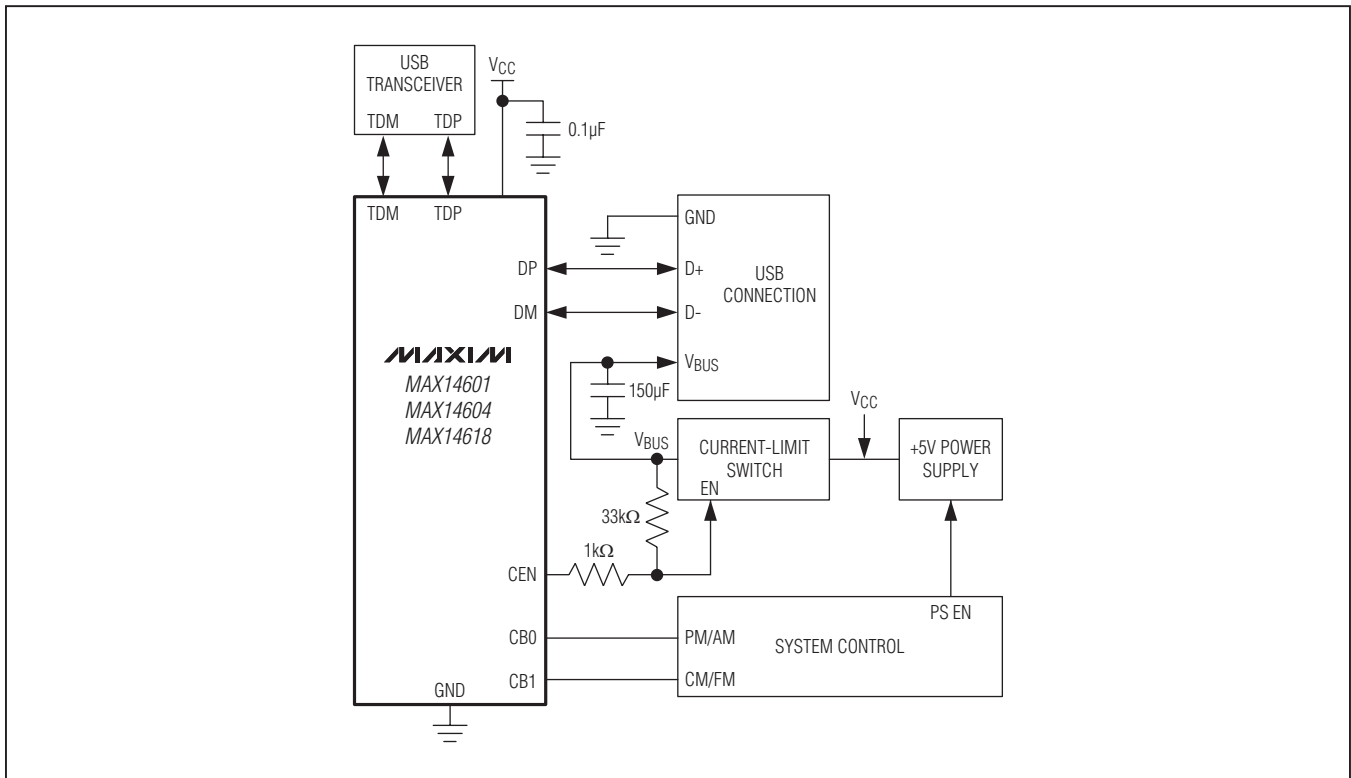 USB
TRANSCEIVER
TDM TDP
VCC
0.1µF
TDM TDP
DP
DM
MAXIM
MAX14601
MAX14604
MAX14618
CEN
CB0
CB1
GND
GND
D+
D-
VBUS
USB
CONNECTION
150µF
VBUS
CURRENT-LIMIT
SWITCH
EN
VCC
+5V POWER
SUPPLY
33kΩ
1kΩ
PS EN
PM/AM
CM/FM
SYSTEM CONTROL